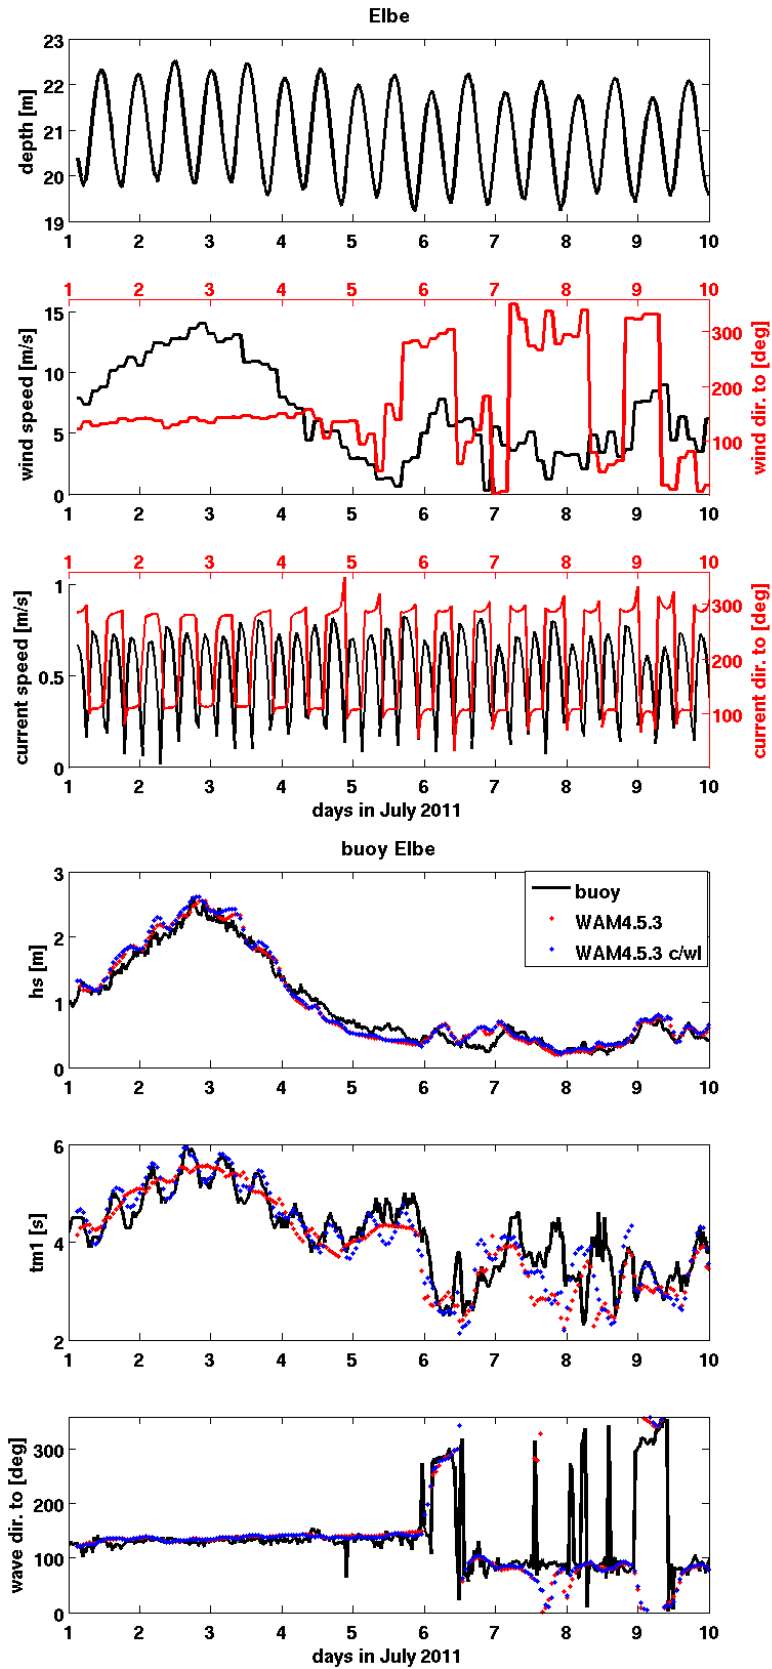 Elbe
23
22
21
20
19
depth [m]
1 2 3 4 5 6 7 8 9 10
1 2 3 4 5 6 7 8 9 10
15
10
5
0
wind speed [m/s]
300
200
100
wind dir. to [deg]
1 2 3 4 5 6 7 8 9 10
1 2 3 4 5 6 7 8 9 10
1
0.5
0
current speed [m/s]
300
200
100
current dir. to [deg]
1 2 3 4 5 6 7 8 9 10
days in July 2011
buoy Elbe
3
2
1
0
hs [m]
buoy
WAM4.5.3
WAM4.5.3 c/wl
1 2 3 4 5 6 7 8 9 10
6
4
2
tm1 [s]
1 2 3 4 5 6 7 8 9 10
300
200
100
0
wave dir. to [deg]
1 2 3 4 5 6 7 8 9 10
days in July 2011